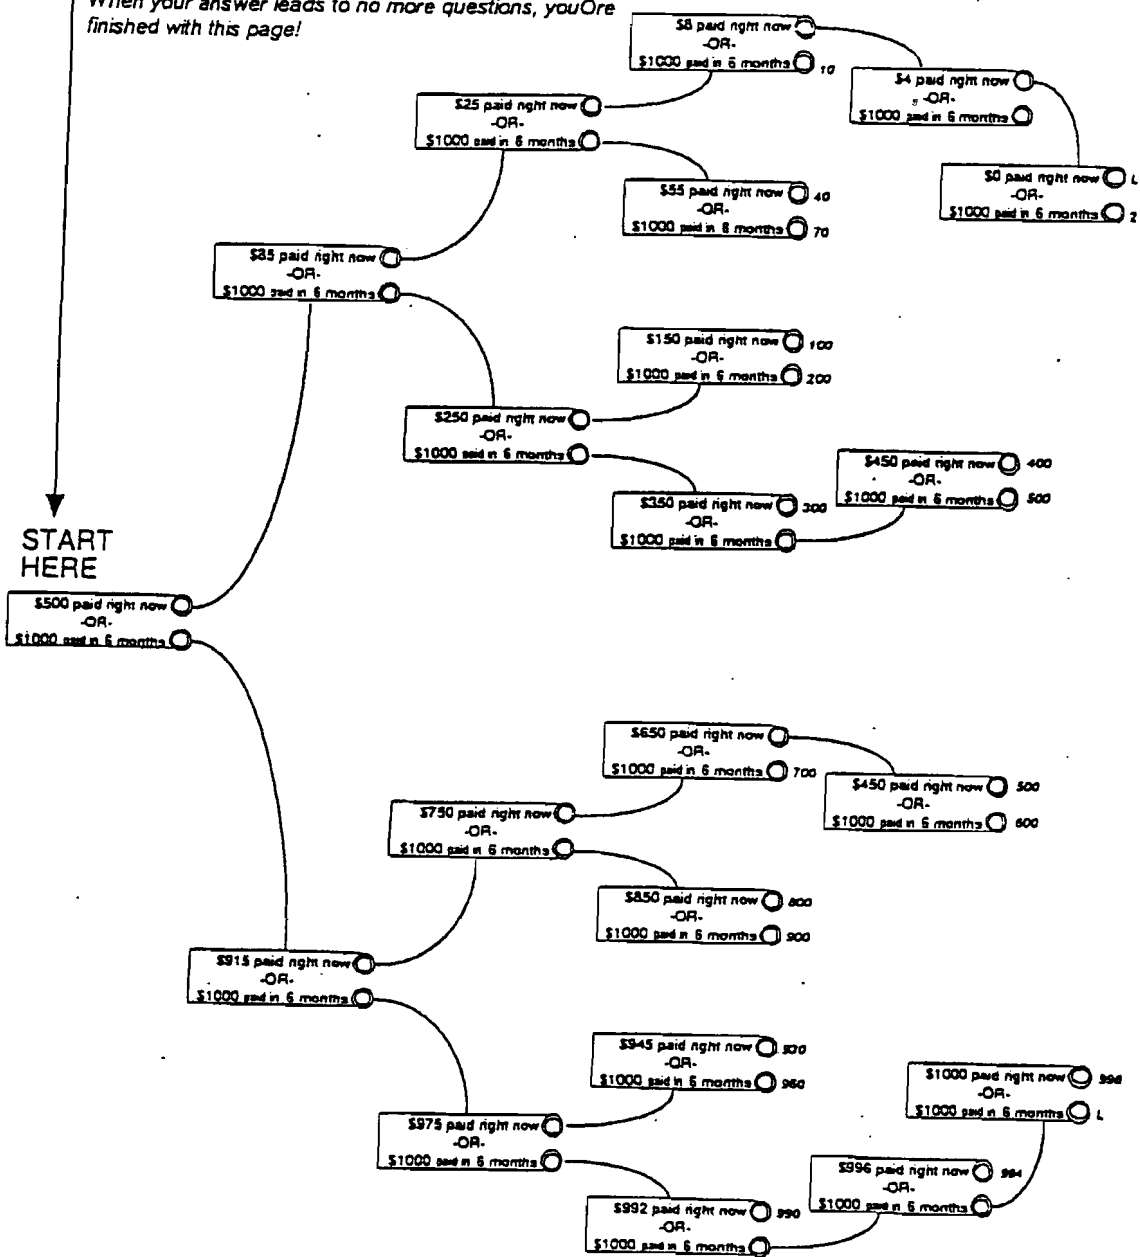 When your answer leads to no more questions, youOre
finished with this page!
$8 paid right now
-OR-
$1000 paid in 6 months 10
$4 paid right now
-OR-
$1000 paid in 6 months
$25 paid right now
-OR-
$1000 paid in 6 months
$0 paid right now L
-OR-
$1000 paid in 6 months 2
$55 paid right now 40
-OR-
$1000 paid in 6 months 70
$85 paid right now
-OR-
$1000 paid in 6 months
$150 paid right now 100
-OR-
$1000 paid in 6 months 200
$250 paid right now
-OR-
$1000 paid in 6 months
$450 paid right now 400
-OR-
$1000 paid in 6 months 500
$350 paid right now 300
-OR-
$1000 paid in 6 months
START
HERE
$500 paid right now
-OR-
$1000 paid in 6 months
$650 paid right now
-OR-
$1000 paid in 6 months 700
$450 paid right now 500
-OR-
$1000 paid in 6 months 600
$750 paid right now
-OR-
$1000 paid in 6 months
$850 paid right now 800
-OR-
$1000 paid in 6 months 900
$915 paid right now
-OR-
$1000 paid in 6 months
$945 paid right now
-OR-
$1000 paid in 6 months 960
$1000 paid right now 998
-OR-
$1000 paid in 6 months L
$975 paid right now
-OR-
$1000 paid in 6 months
$996 paid right now 994
-OR-
$1000 paid in 6 months
$992 paid right now 990
-OR-
$1000 paid in 6 months